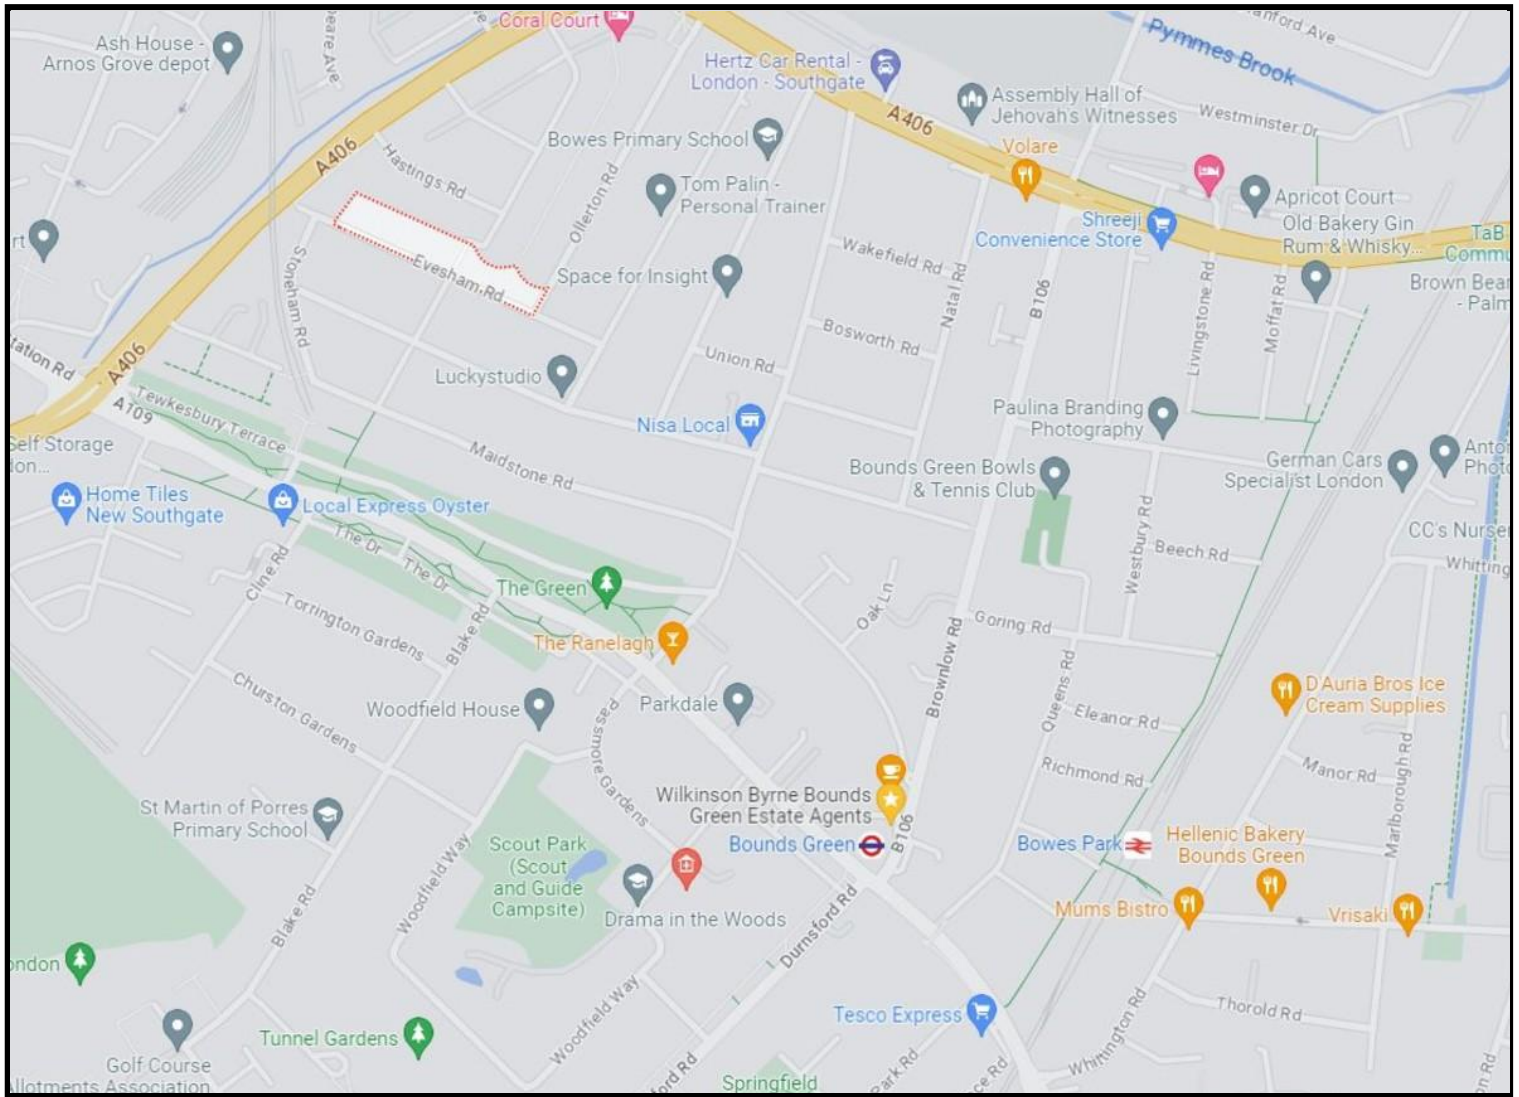 Coral Court
Ash House -
Arnos Grove depot
Hertz Car Rental -
London - Southgate
Pymmes Brook
Assembly Hall of
Jehovah's Witnesses
Westminster Dr
A406
A406
Bowes Primary School
Volare
Hastings Rd
Ollerton Rd
Tom Palin -
Personal Trainer
Apricot Court
Shreeji
Convenience Store
Old Bakery Gin
Rum & Whisky...
TaB
Evesham Rd
Stoneham Rd
Space for Insight
Wakefield Rd
Natal Rd
B106
Livingstone Rd
Moffat Rd
Brown Bear
- Palm
Bosworth Rd
Union Rd
A406
Luckystudio
A109
Tewkesbury Terrace
Nisa Local
Paulina Branding
Photography
Self Storage
Maidstone Rd
Bounds Green Bowls
& Tennis Club
German Cars
Specialist London
Home Tiles
New Southgate
Local Express Oyster
The Dr
The Dr
Westbury Rd
Beech Rd
Cline Rd
The Green
Oak Ln
Torrington Gardens
Blake Rd
The Ranelagh
Goring Rd
Brownlow Rd
Queens Rd
Churston Gardens
Woodfield House
Parkdale
Passmore Gardens
Eleanor Rd
D'Auria Bros Ice
Cream Supplies
Richmond Rd
Manor Rd
Marlborough Rd
St Martin of Porres
Primary School
Wilkinson Byrne Bounds
Green Estate Agents
Bounds Green
B106
Bowes Park
Hellenic Bakery
Bounds Green
Scout Park
(Scout
and Guide
Campsite)
Woodfield Way
Blake Rd
Drama in the Woods
Durnsford Rd
Mums Bistro
Vrisaki
Woodfield Way
Tesco Express
Whittington Rd
Thorold Rd
Tunnel Gardens
Golf Course
Allotments Association
Springfield
Park Rd